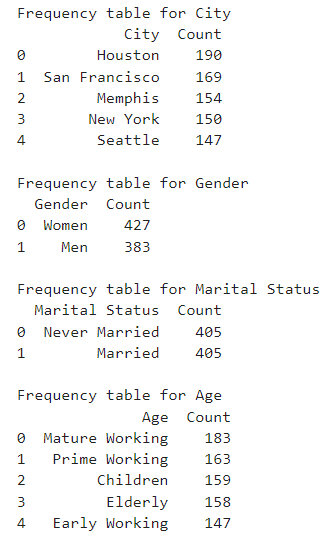 Frequency table for City
City Count
0 Houston 190
1 San Francisco 169
2 Memphis 154
3 New York 150
4 Seattle 147
Frequency table for Gender
Gender Count
0 Women 427
1 Men 383
Frequency table for Marital Status
Marital Status Count
0 Never Married 405
1 Married 405
Frequency table for Age
Age Count
0 Mature Working 183
1 Prime Working 163
2 Children 159
3 Elderly 158
4 Early Working 147